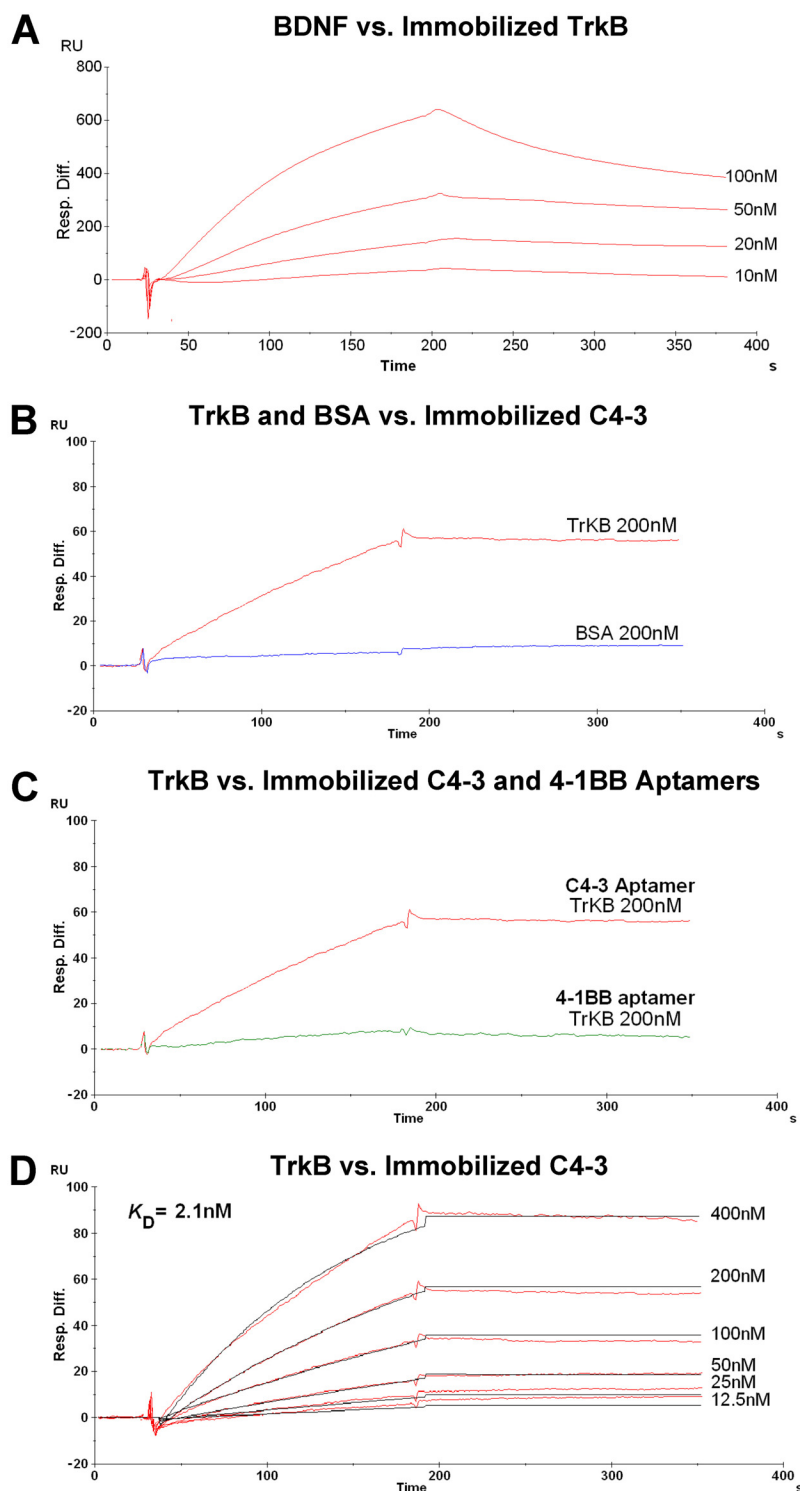 A
BDNF vs. Immobilized TrkB
RU
800
600
400
200
0
-200
Resp. Diff.
100nM
50nM
20nM
10nM
0 50 100 150 200 250 300 350 400
Time
s
B
TrkB and BSA vs. Immobilized C4-3
RU
100
80
60
40
20
0
-20
Resp. Diff.
TrKB 200nM
BSA 200nM
0 100 200 300 400
Time
s
C
TrkB vs. Immobilized C4-3 and 4-1BB Aptamers
RU
100
80
60
40
20
0
-20
Resp. Diff.
C4-3 Aptamer
TrKB 200nM
4-1BB aptamer
TrKB 200nM
0 100 200 300 400
Time
s
D
TrkB vs. Immobilized C4-3
RU
100
80
60
40
20
0
-20
Resp. Diff.
KD= 2.1nM
400nM
200nM
100nM
50nM
25nM
12.5nM
0 100 200 300 400
Time
s